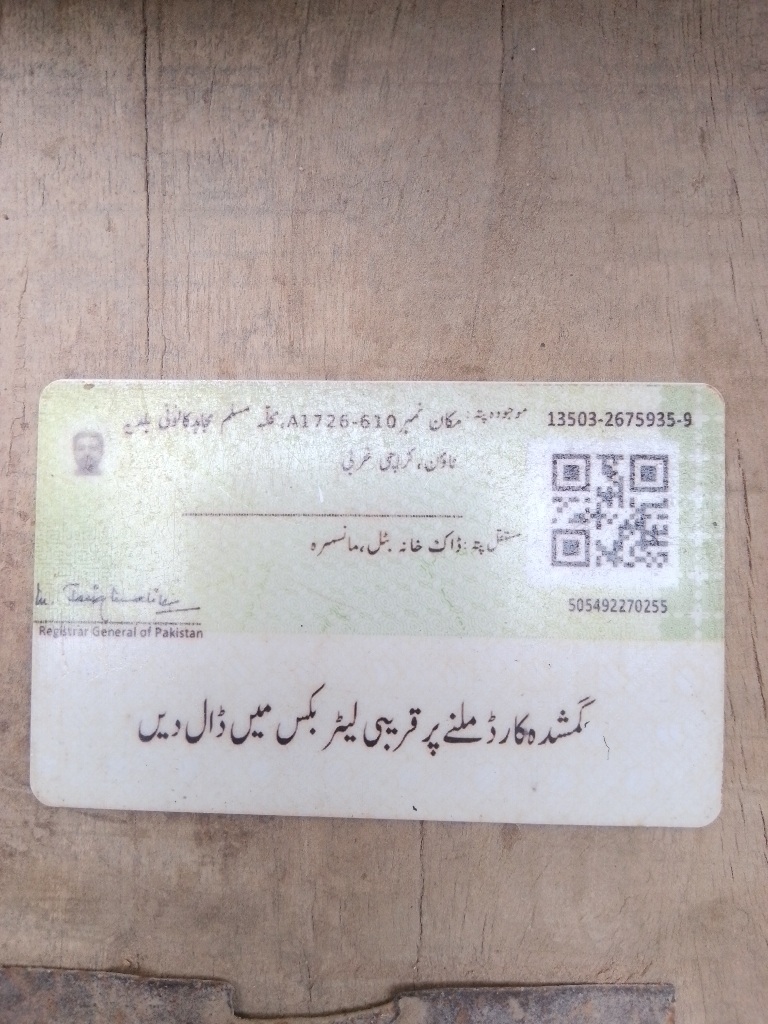 13503-2675935-9
موجودہ پتہ: مکان نمبر A1726-610، محلہ مسلم مجاہد کالونی بلدیہ
ٹاؤن، کراچی غربی
مستقل پتہ: ڈاک خانہ بٹل، مانسہرہ
505492270255
Registrar General of Pakistan
گمشدہ کارڈ ملنے پر قریبی لیٹر بکس میں ڈال دیں